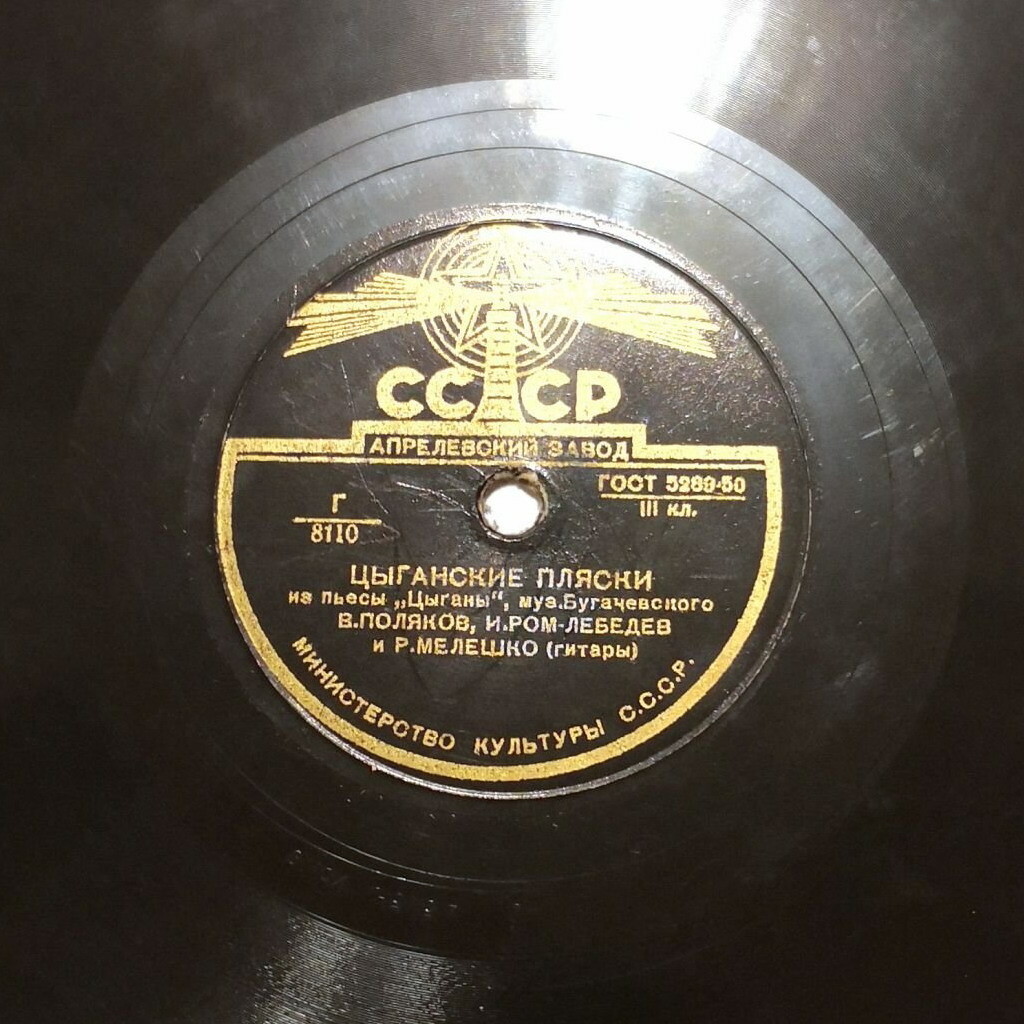 СССР
АПРЕЛЕВСКИЙ ЗАВОД
ГОСТ 5289-50
III кл.
Г
8110
ЦЫГАНСКИЕ ПЛЯСКИ
из пьесы „Цыганы“, муз.Бугачевского
В.ПОЛЯКОВ, И.РОМ-ЛЕБЕДЕВ
и Р.МЕЛЕШКО (гитары)
МИНИСТЕРСТВО КУЛЬТУРЫ С.С.С.Р.